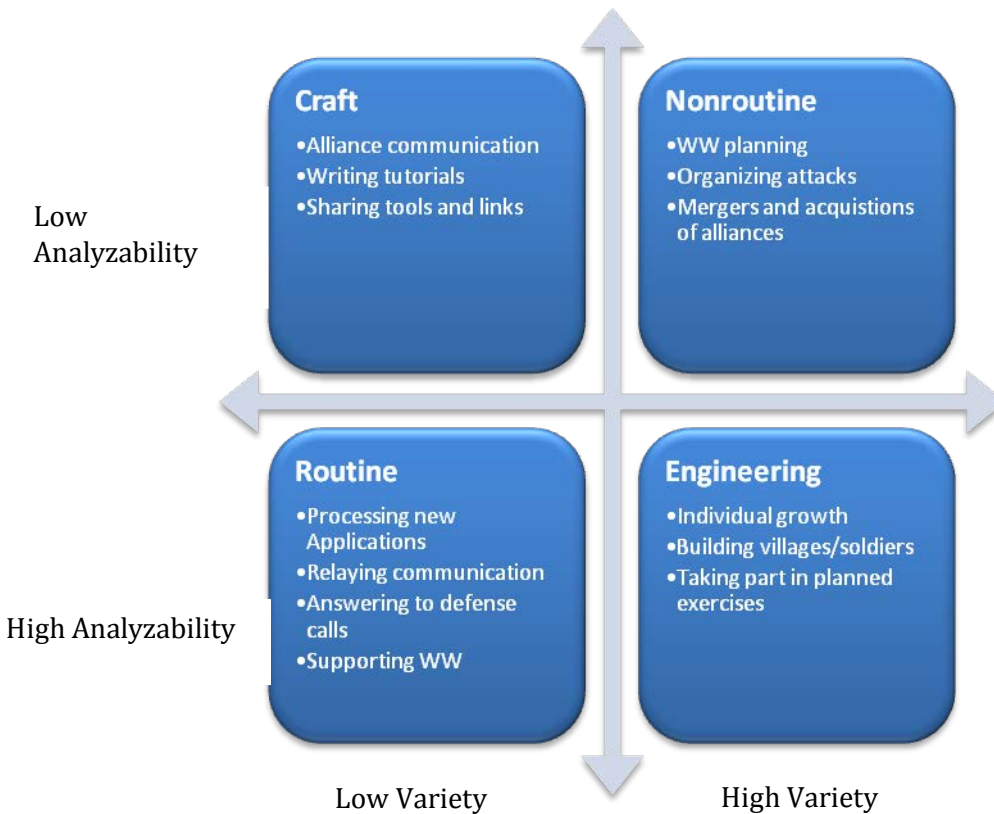 Craft
•Alliance communication
•Writing tutorials
•Sharing tools and links
Nonroutine
•WW planning
•Organizing attacks
•Mergers and acquistions
of alliances
Low
Analyzability
Routine
•Processing new
Applications
•Relaying communication
•Answering to defense
calls
•Supporting WW
Engineering
•Individual growth
•Building villages/soldiers
•Taking part in planned
exercises
High Analyzability
Low Variety
High Variety